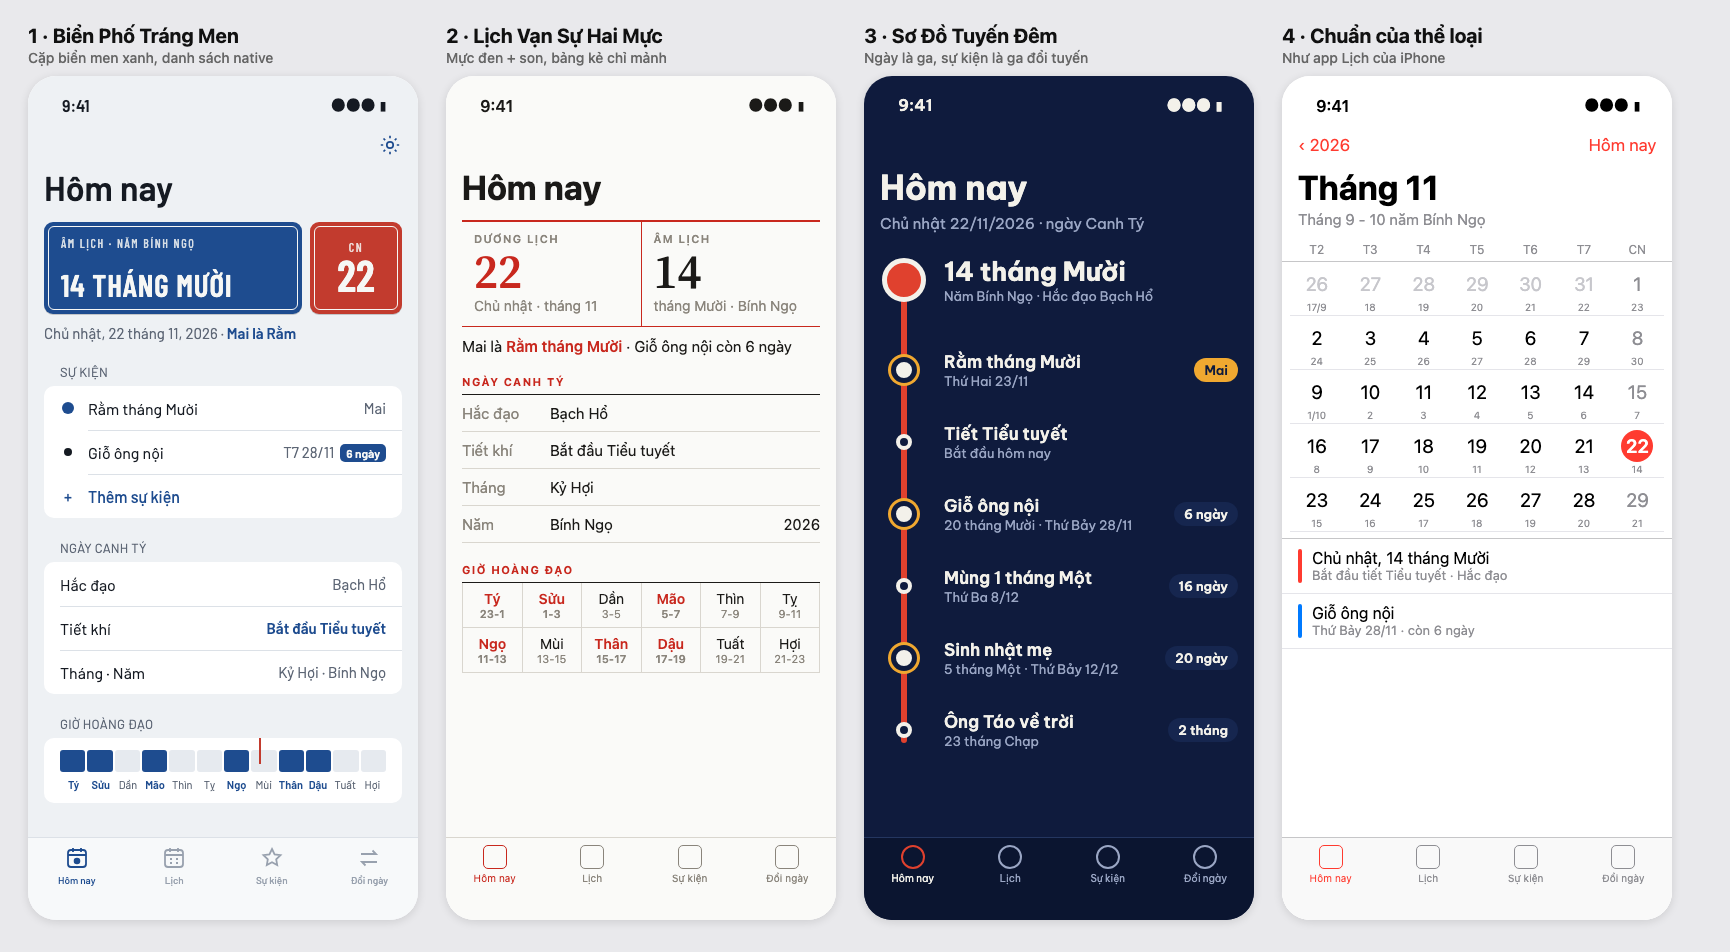 1 · Biển Phố Tráng Men
Cặp biển men xanh, danh sách native
9:41
Hôm nay
ÂM LỊCH · NĂM BÍNH NGỌ
14 THÁNG MƯỜI
CN
22
Chủ nhật, 22 tháng 11, 2026 · Mai là Rằm
SỰ KIỆN
Rằm tháng Mười Mai
Giỗ ông nội T7 28/11 6 ngày
+ Thêm sự kiện
NGÀY CANH TÝ
Hắc đạo Bạch Hổ
Tiết khí Bắt đầu Tiểu tuyết
Tháng · Năm Kỷ Hợi · Bính Ngọ
GIỜ HOÀNG ĐẠO
Tý Sửu Dần Mão Thìn Tỵ Ngọ Mùi Thân Dậu Tuất Hợi
Hôm nay Lịch Sự kiện Đổi ngày
2 · Lịch Vạn Sự Hai Mực
Mực đen + son, bảng kẻ chỉ mảnh
9:41
Hôm nay
DƯƠNG LỊCH
22
Chủ nhật · tháng 11
ÂM LỊCH
14
tháng Mười · Bính Ngọ
Mai là Rằm tháng Mười · Giỗ ông nội còn 6 ngày
NGÀY CANH TÝ
Hắc đạo Bạch Hổ
Tiết khí Bắt đầu Tiểu tuyết
Tháng Kỷ Hợi
Năm Bính Ngọ 2026
GIỜ HOÀNG ĐẠO
Tý Sửu Dần Mão Thìn Tỵ
23-1 1-3 3-5 5-7 7-9 9-11
Ngọ Mùi Thân Dậu Tuất Hợi
11-13 13-15 15-17 17-19 19-21 21-23
Hôm nay Lịch Sự kiện Đổi ngày
3 · Sơ Đồ Tuyến Đêm
Ngày là ga, sự kiện là ga đổi tuyến
9:41
Hôm nay
Chủ nhật 22/11/2026 · ngày Canh Tý
14 tháng Mười
Năm Bính Ngọ · Hắc đạo Bạch Hổ
Rằm tháng Mười
Thứ Hai 23/11
Mai
Tiết Tiểu tuyết
Bắt đầu hôm nay
Giỗ ông nội
20 tháng Mười · Thứ Bảy 28/11
6 ngày
Mùng 1 tháng Một
Thứ Ba 8/12
16 ngày
Sinh nhật mẹ
5 tháng Một · Thứ Bảy 12/12
20 ngày
Ông Táo về trời
23 tháng Chạp
2 tháng
Hôm nay Lịch Sự kiện Đổi ngày
4 · Chuẩn của thể loại
Như app Lịch của iPhone
9:41
‹ 2026 Hôm nay
Tháng 11
Tháng 9 - 10 năm Bính Ngọ
T2 T3 T4 T5 T6 T7 CN
26 27 28 29 30 31 1
17/9 18 19 20 21 22 23
2 3 4 5 6 7 8
24 25 26 27 28 29 30
9 10 11 12 13 14 15
1/10 2 3 4 5 6 7
16 17 18 19 20 21 22
8 9 10 11 12 13 14
23 24 25 26 27 28 29
15 16 17 18 19 20 21
Chủ nhật, 14 tháng Mười
Bắt đầu tiết Tiểu tuyết · Hắc đạo
Giỗ ông nội
Thứ Bảy 28/11 · còn 6 ngày
Hôm nay Lịch Sự kiện Đổi ngày